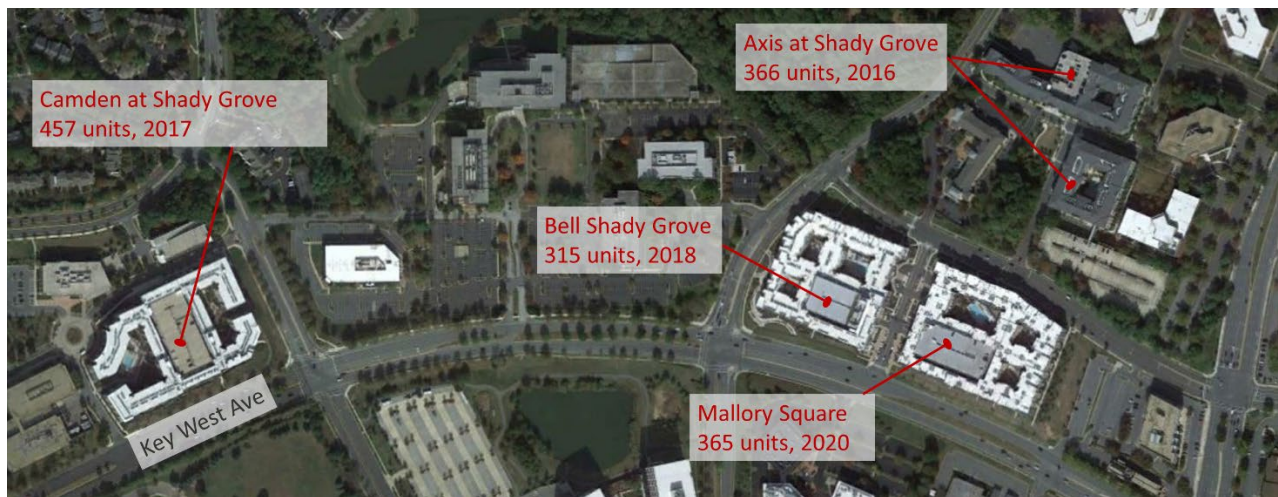 Camden at Shady Grove
457 units, 2017
Axis at Shady Grove
366 units, 2016
Bell Shady Grove
315 units, 2018
Mallory Square
365 units, 2020
Key West Ave